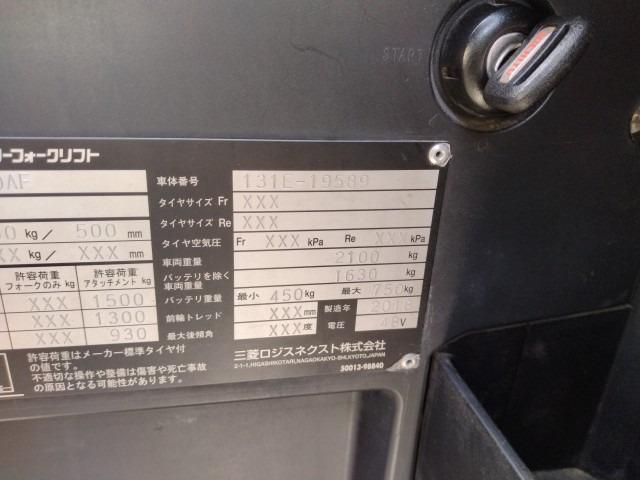 START
ーフォークリフト
0AF
車体番号 131E-19589
タイヤサイズ Fr XXX
タイヤサイズ Re XXX
0 kg / 500 mm
タイヤ空気圧 Fr XXX kPa Re XXX kPa
XX kg / XXX mm
車両重量 2100 kg
許容荷重 フォークのみ kg
許容荷重 アタッチメント kg
バッテリを除く 車両重量 1630 kg
XXX 1500
バッテリ重量 最小 450 kg 最大 750 kg
XXX 1300
前輪トレッド XXX mm 製造年 2018
XXX 930
最大後傾角 XXX 度 電圧 48 V
許容荷重はメーカー標準タイヤ付
の値です。
不適切な操作や整備は傷害や死亡事故
の原因となる可能性があります。
三菱ロジスネクスト株式会社
2-1-1,HIGASHIKOTARI,NAGAOKAKYO-SHI,KYOTO,JAPAN
50013-98840